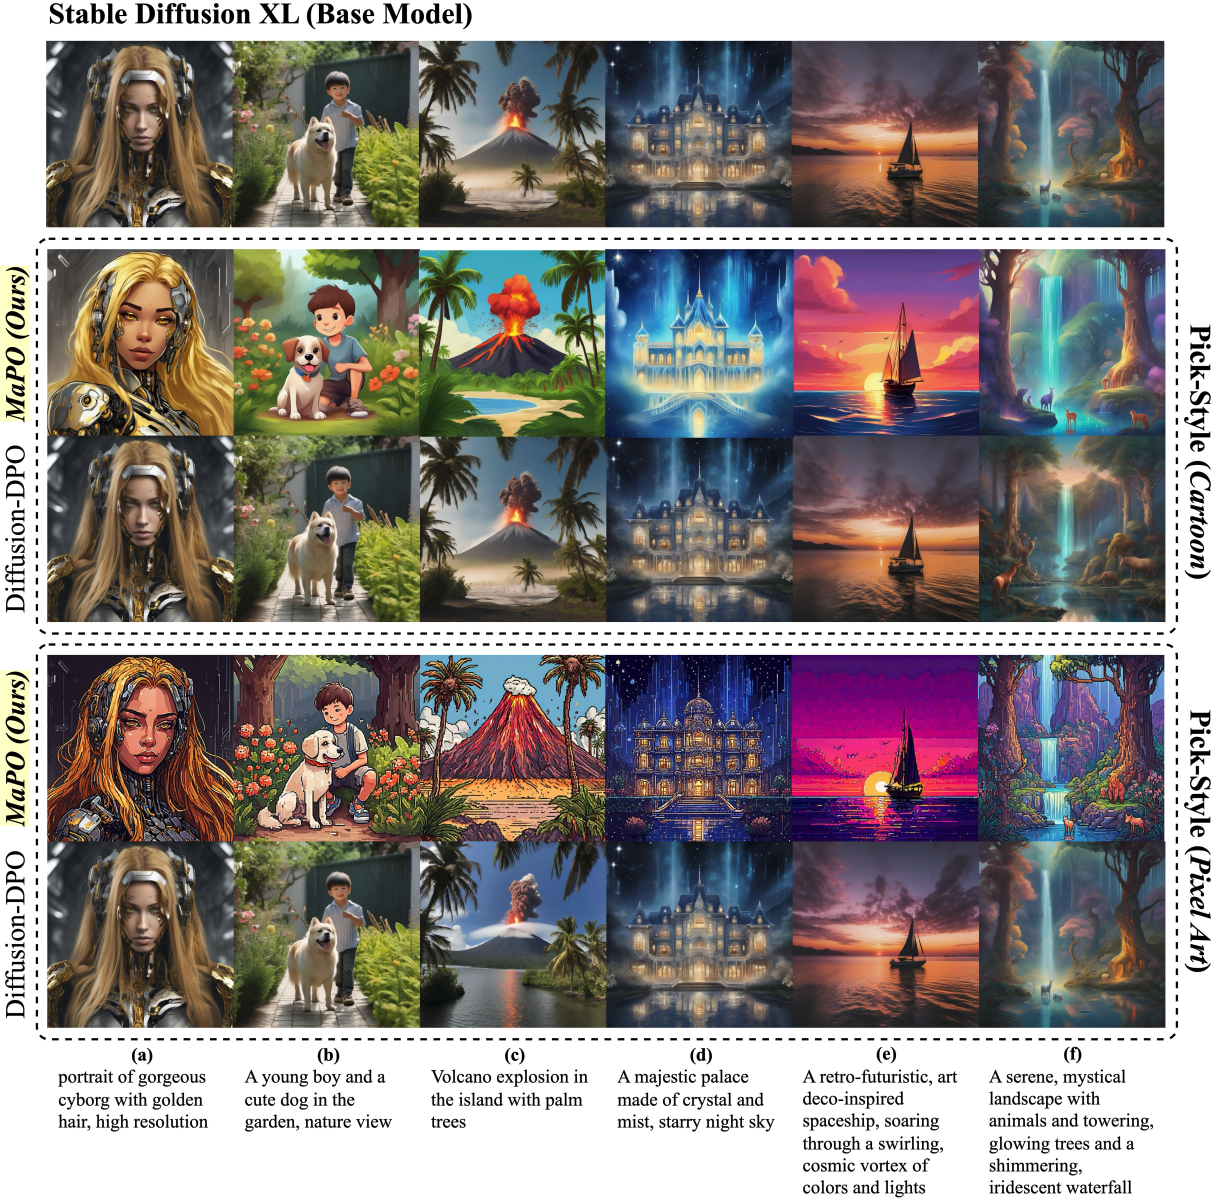 Stable Diffusion XL (Base Model)
MaPO (Ours)
Diffusion-DPO
Pick-Style (Cartoon)
MaPO (Ours)
Diffusion-DPO
Pick-Style (Pixel Art)
(a)
portrait of gorgeous
cyborg with golden
hair, high resolution
(b)
A young boy and a
cute dog in the
garden, nature view
(c)
Volcano explosion in
the island with palm
trees
(d)
A majestic palace
made of crystal and
mist, starry night sky
(e)
A retro-futuristic, art
deco-inspired
spaceship, soaring
through a swirling,
cosmic vortex of
colors and lights
(f)
A serene, mystical
landscape with
animals and towering,
glowing trees and a
shimmering,
iridescent waterfall